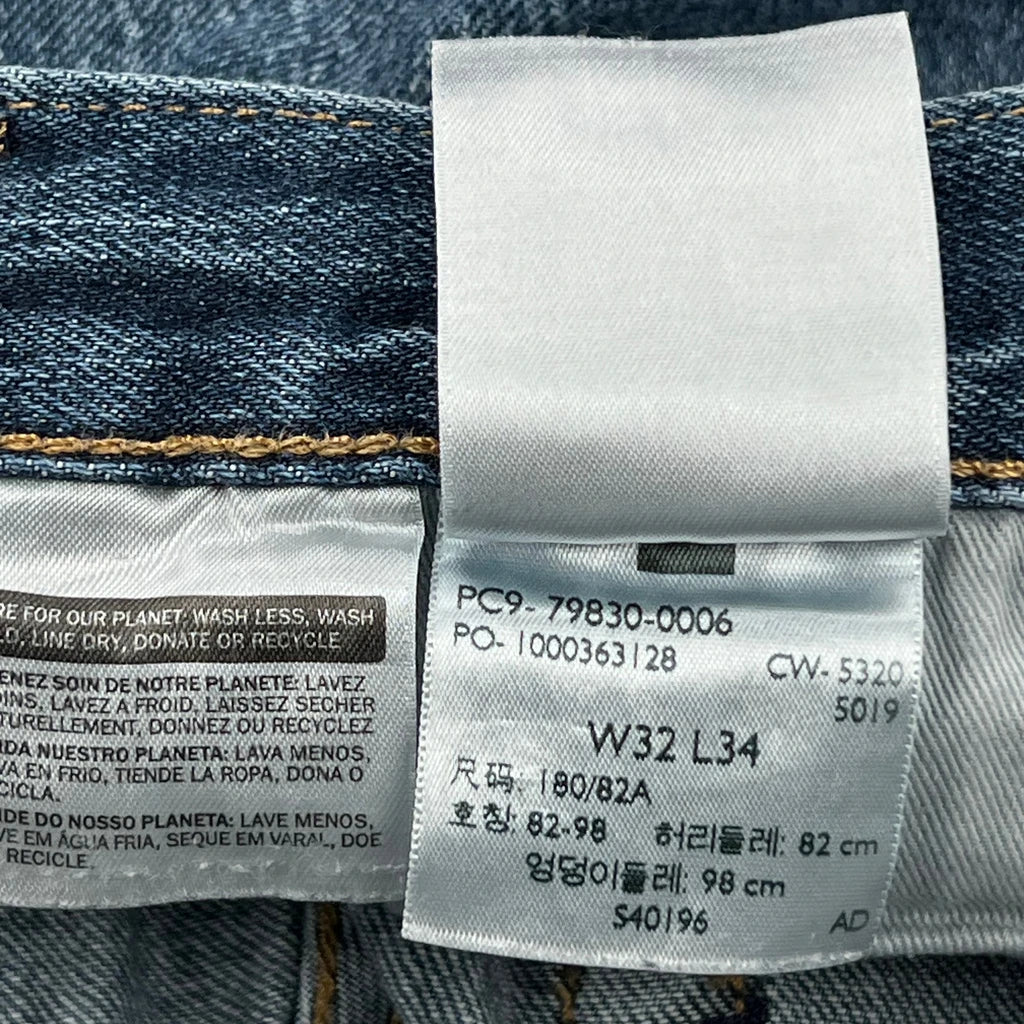 RE FOR OUR PLANET: WASH LESS, WASH
LINE DRY, DONATE OR RECYCLE
ENEZ SOIN DE NOTRE PLANETE: LAVEZ
OINS, LAVEZ A FROID, LAISSEZ SECHER
TURELLEMENT, DONNEZ OU RECYCLEZ
IDA NUESTRO PLANETA: LAVA MENOS,
VA EN FRIO, TIENDE LA ROPA, DONA O
CICLA.
IDE DO NOSSO PLANETA: LAVE MENOS,
VE EM ÁGUA FRIA, SEQUE EM VARAL, DOE
RECICLE.
PC9- 79830-0006
PO- 1000363128 CW- 5320
5019
W32 L34
尺码: 180/82A
호칭: 82-98 허리둘레: 82 cm
엉덩이둘레: 98 cm
S40196 AD